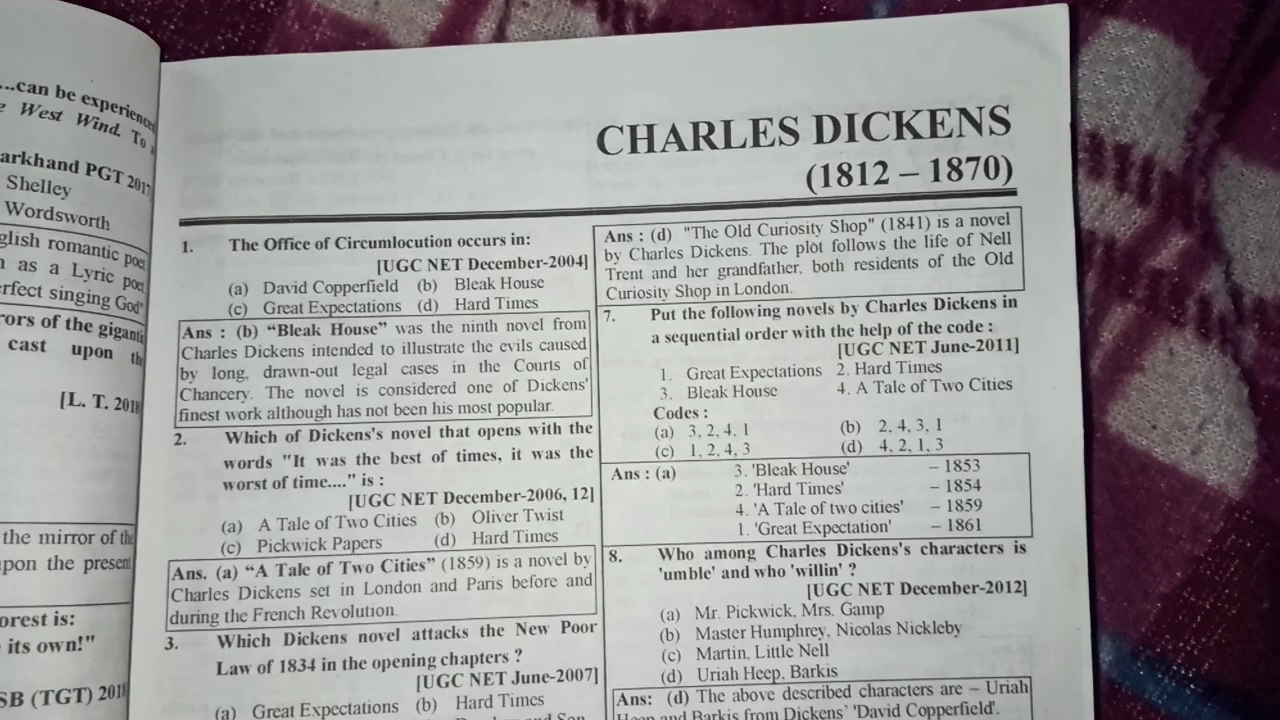 ...can be experience
West Wind. To a
arkhand PGT 2017
Shelley
Wordsworth
glish romantic poet
as a Lyric poet
rfect singing God"
rors of the giganti
cast upon the
[L. T. 2018
the mirror of the
pon the present
orest is:
its own!"
SB (TGT) 2018
CHARLES DICKENS
(1812 – 1870)
1. The Office of Circumlocution occurs in:
[UGC NET December-2004]
(a) David Copperfield (b) Bleak House
(c) Great Expectations (d) Hard Times
Ans : (b) “Bleak House” was the ninth novel from
Charles Dickens intended to illustrate the evils caused
by long, drawn-out legal cases in the Courts of
Chancery. The novel is considered one of Dickens'
finest work although has not been his most popular.
2. Which of Dickens's novel that opens with the
words "It was the best of times, it was the
worst of time...." is :
[UGC NET December-2006, 12]
(a) A Tale of Two Cities (b) Oliver Twist
(c) Pickwick Papers (d) Hard Times
Ans. (a) “A Tale of Two Cities” (1859) is a novel by
Charles Dickens set in London and Paris before and
during the French Revolution.
3. Which Dickens novel attacks the New Poor
Law of 1834 in the opening chapters ?
[UGC NET June-2007]
(a) Great Expectations (b) Hard Times
Ans : (d) "The Old Curiosity Shop" (1841) is a novel
by Charles Dickens. The plot follows the life of Nell
Trent and her grandfather, both residents of the Old
Curiosity Shop in London.
7. Put the following novels by Charles Dickens in
a sequential order with the help of the code :
[UGC NET June-2011]
1. Great Expectations 2. Hard Times
3. Bleak House 4. A Tale of Two Cities
Codes :
(a) 3, 2, 4, 1 (b) 2, 4, 3, 1
(c) 1, 2, 4, 3 (d) 4, 2, 1, 3
Ans : (a) 3. 'Bleak House' – 1853
2. 'Hard Times' – 1854
4. 'A Tale of two cities' – 1859
1. 'Great Expectation' – 1861
8. Who among Charles Dickens's characters is
'umble' and who 'willin' ?
[UGC NET December-2012]
(a) Mr. Pickwick, Mrs. Gamp
(b) Master Humphrey, Nicolas Nickleby
(c) Martin, Little Nell
(d) Uriah Heep, Barkis
Ans: (d) The above described characters are – Uriah
Heep and Barkis from Dickens' 'David Copperfield'.